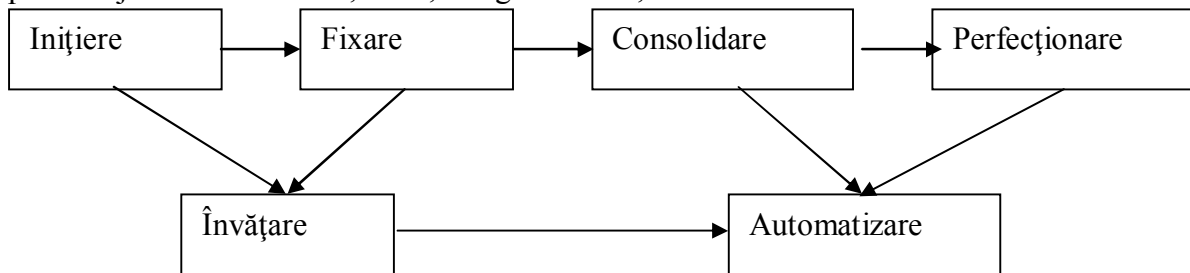 Iniţiere
Fixare
Consolidare
Perfecţionare
Învăţare
Automatizare